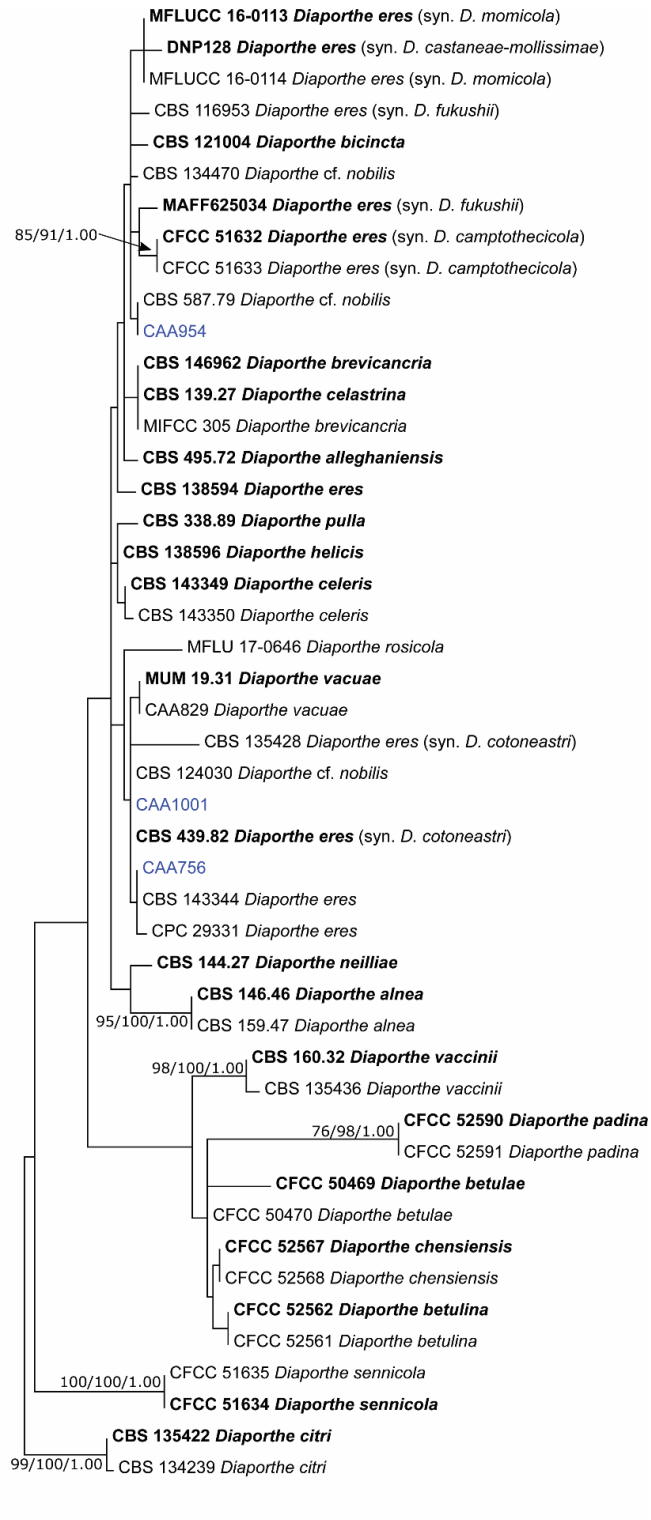 MFLUCC 16-0113 Diaporthe eres (syn. D. momicola)
DNP128 Diaporthe eres (syn. D. castaneae-mollissimae)
MFLUCC 16-0114 Diaporthe eres (syn. D. momicola)
CBS 116953 Diaporthe eres (syn. D. fukushii)
CBS 121004 Diaporthe bicincta
CBS 134470 Diaporthe cf. nobilis
MAFF625034 Diaporthe eres (syn. D. fukushii)
85/91/1.00
CFCC 51632 Diaporthe eres (syn. D. camptothecicola)
CFCC 51633 Diaporthe eres (syn. D. camptothecicola)
CBS 587.79 Diaporthe cf. nobilis
CAA954
CBS 146962 Diaporthe brevicancria
CBS 139.27 Diaporthe celastrina
MIFCC 305 Diaporthe brevicancria
CBS 495.72 Diaporthe alleghaniensis
CBS 138594 Diaporthe eres
CBS 338.89 Diaporthe pulla
CBS 138596 Diaporthe helicis
CBS 143349 Diaporthe celeris
CBS 143350 Diaporthe celeris
MFLU 17-0646 Diaporthe rosicola
MUM 19.31 Diaporthe vacuae
CAA829 Diaporthe vacuae
CBS 135428 Diaporthe eres (syn. D. cotoneastri)
CBS 124030 Diaporthe cf. nobilis
CAA1001
CBS 439.82 Diaporthe eres (syn. D. cotoneastri)
CAA756
CBS 143344 Diaporthe eres
CPC 29331 Diaporthe eres
CBS 144.27 Diaporthe neilliae
CBS 146.46 Diaporthe alnea
95/100/1.00
CBS 159.47 Diaporthe alnea
CBS 160.32 Diaporthe vaccinii
98/100/1.00
CBS 135436 Diaporthe vaccinii
CFCC 52590 Diaporthe padina
76/98/1.00
CFCC 52591 Diaporthe padina
CFCC 50469 Diaporthe betulae
CFCC 50470 Diaporthe betulae
CFCC 52567 Diaporthe chensiensis
CFCC 52568 Diaporthe chensiensis
CFCC 52562 Diaporthe betulina
CFCC 52561 Diaporthe betulina
CFCC 51635 Diaporthe sennicola
100/100/1.00
CFCC 51634 Diaporthe sennicola
CBS 135422 Diaporthe citri
99/100/1.00
CBS 134239 Diaporthe citri